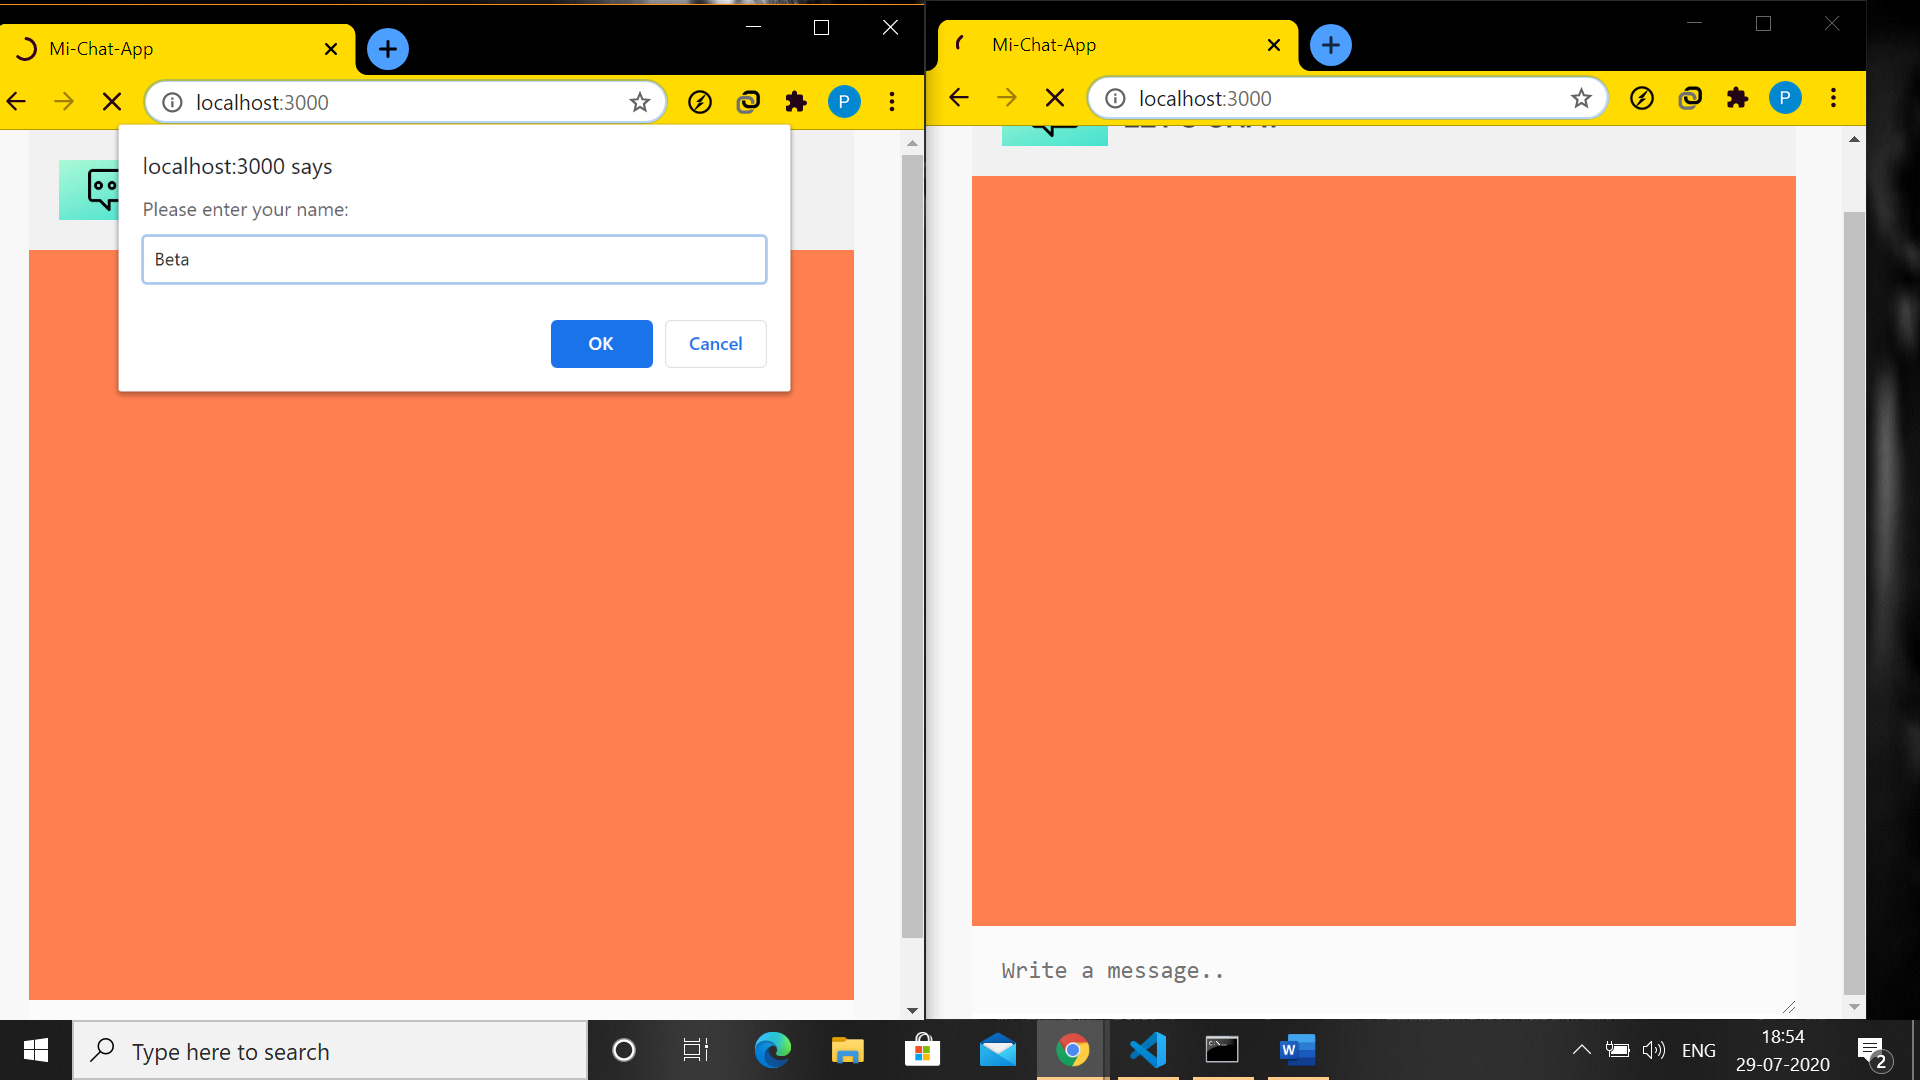 Mi-Chat-App
localhost:3000
P
localhost:3000 says
Please enter your name:
Beta
OK
Cancel
Mi-Chat-App
localhost:3000
P
Write a message..
Type here to search
W
ENG
18:54
29-07-2020
2